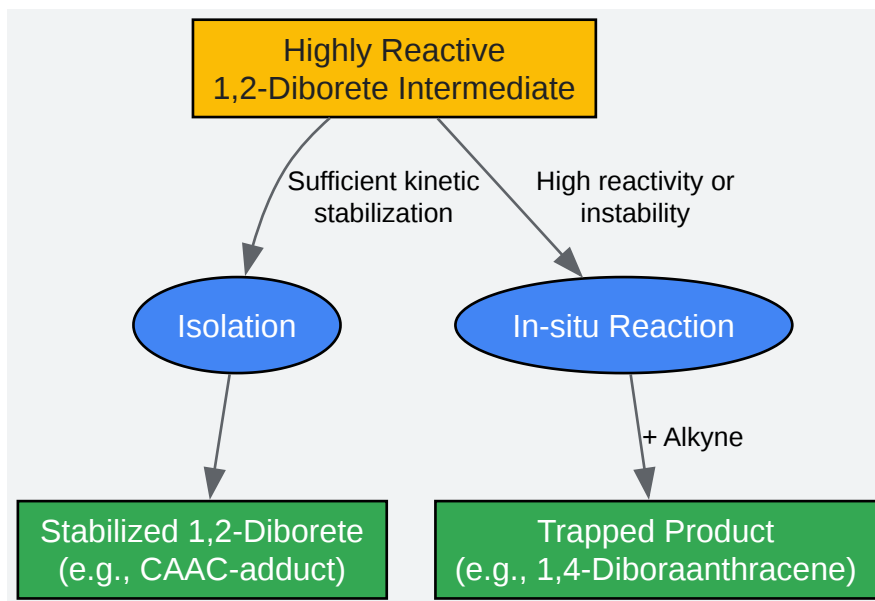 Highly Reactive
1,2-Diborete Intermediate
Sufficient kinetic
stabilization
High reactivity or
instability
Isolation
In-situ Reaction
+ Alkyne
Stabilized 1,2-Diborete
(e.g., CAAC-adduct)
Trapped Product
(e.g., 1,4-Diboraanthracene)